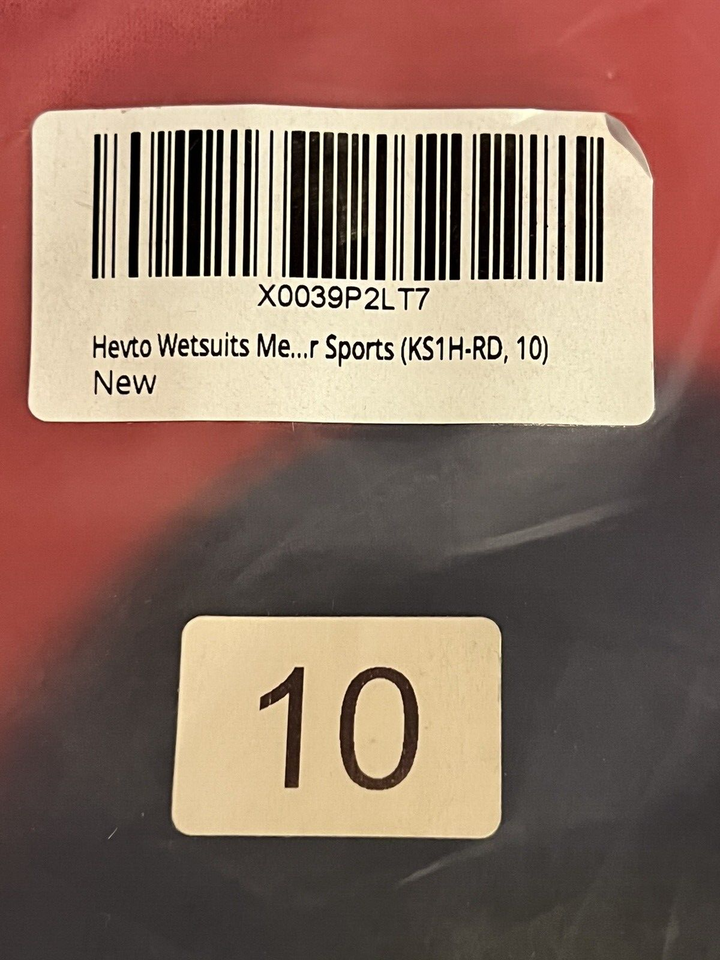 X0039P2LT7
Hevto Wetsuits Me...r Sports (KS1H-RD, 10)
New
10